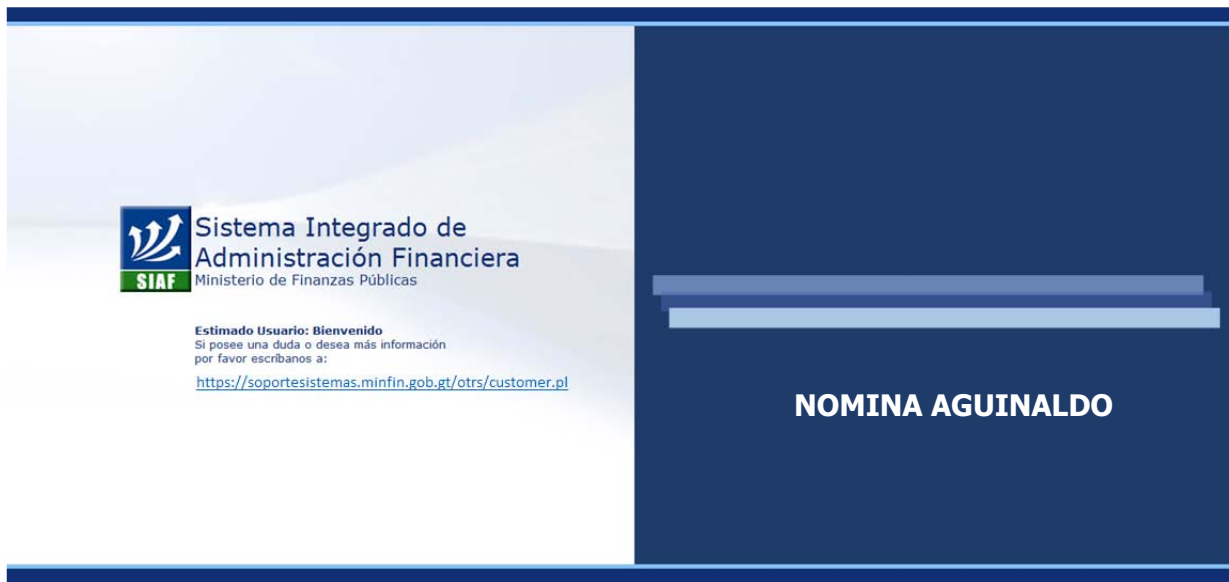 SIAF
Sistema Integrado de
Administración Financiera
Ministerio de Finanzas Públicas
Estimado Usuario: Bienvenido
Si posee una duda o desea más información
por favor escríbanos a:
https://soportesistemas.minfin.gob.gt/otrs/customer.pl
NOMINA AGUINALDO